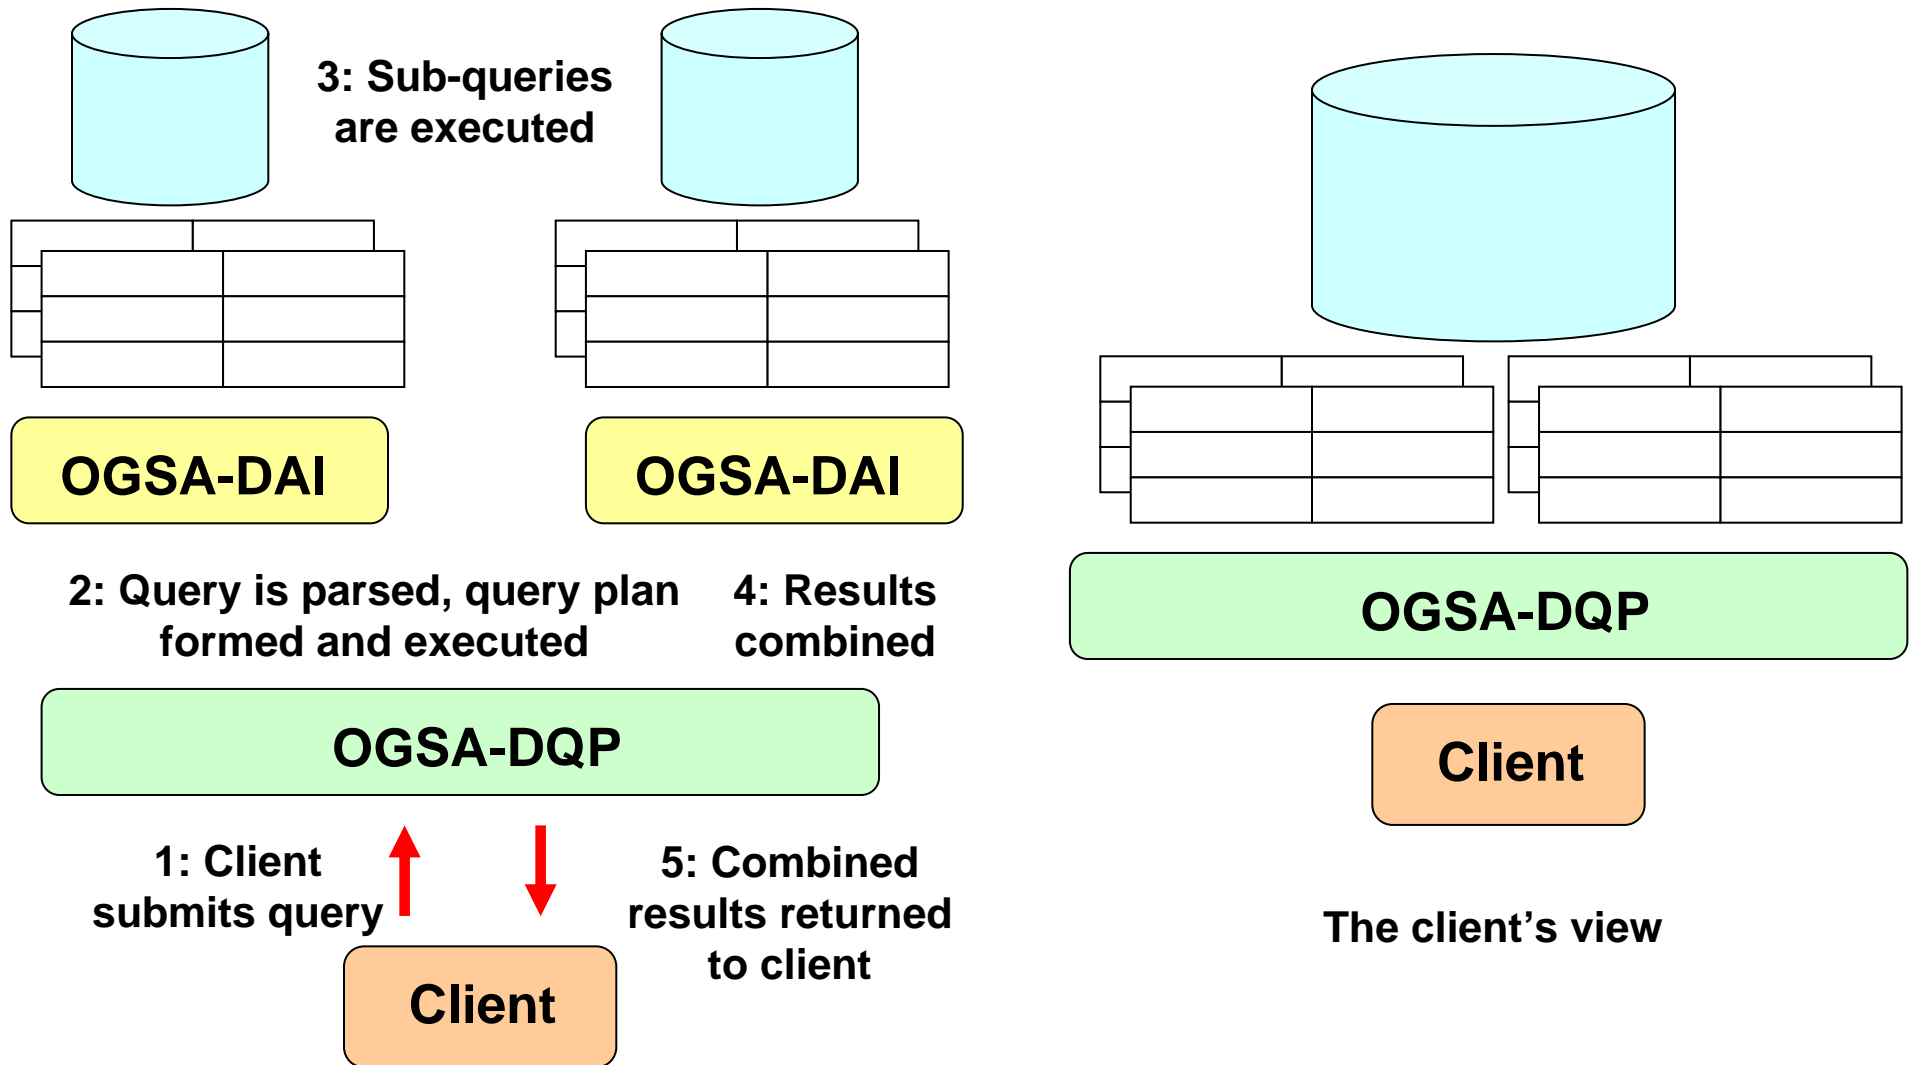 3: Sub-queries
are executed
OGSA-DAI
OGSA-DAI
2: Query is parsed, query plan
formed and executed
4: Results
combined
OGSA-DQP
1: Client
submits query
5: Combined
results returned
to client
Client
OGSA-DQP
Client
The client’s view